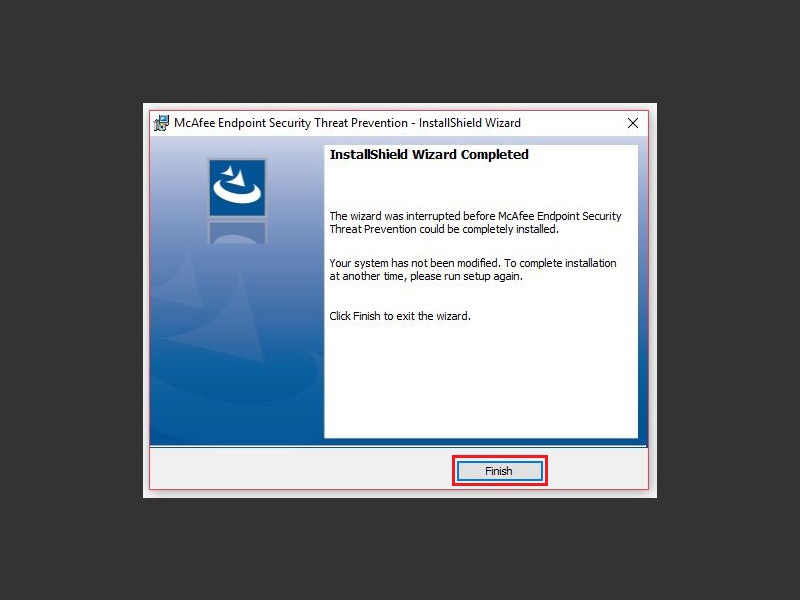 McAfee Endpoint Security Threat Prevention - InstallShield Wizard
InstallShield Wizard Completed
The wizard was interrupted before McAfee Endpoint Security
Threat Prevention could be completely installed.
Your system has not been modified. To complete installation
at another time, please run setup again.
Click Finish to exit the wizard.
Finish